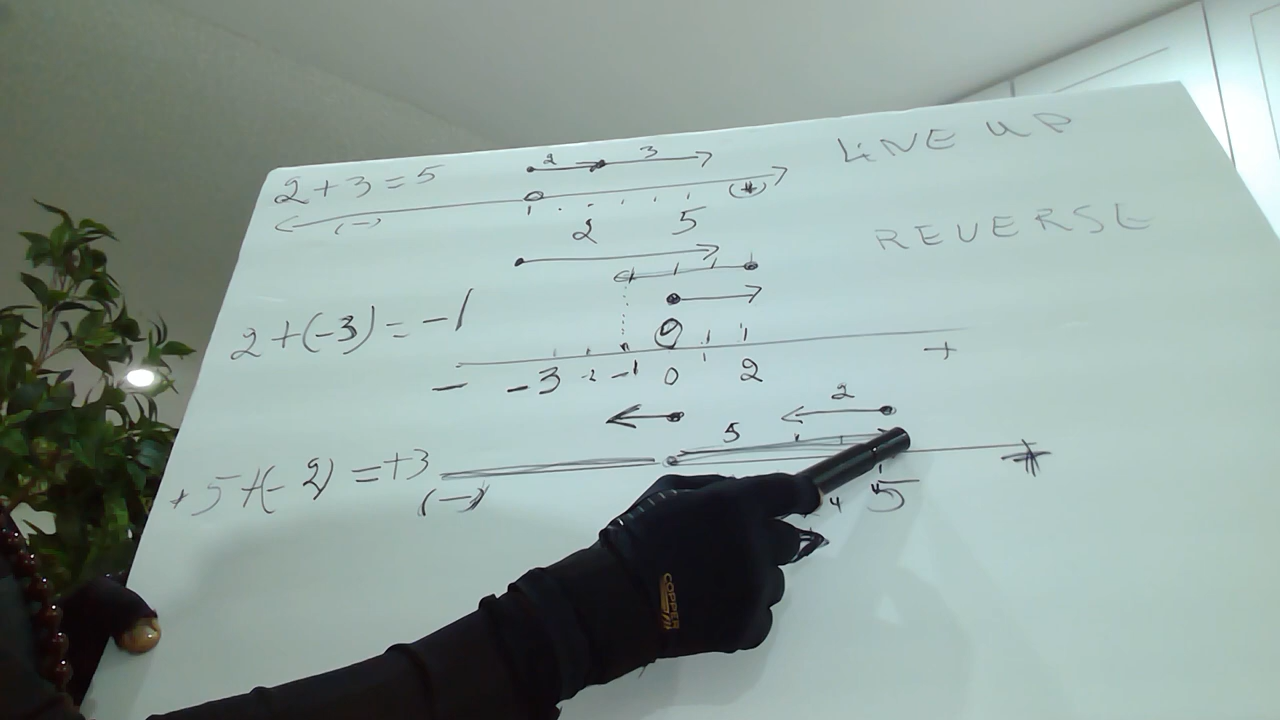 LINE UP
2+3=5
2 3
(-) (+)
2 5
REVERSE
2+(-3)=-1
0
- -3 -2 -1 0 2 +
2
5
+5+(-2)=+3
(-) 4 5 +
COPPER